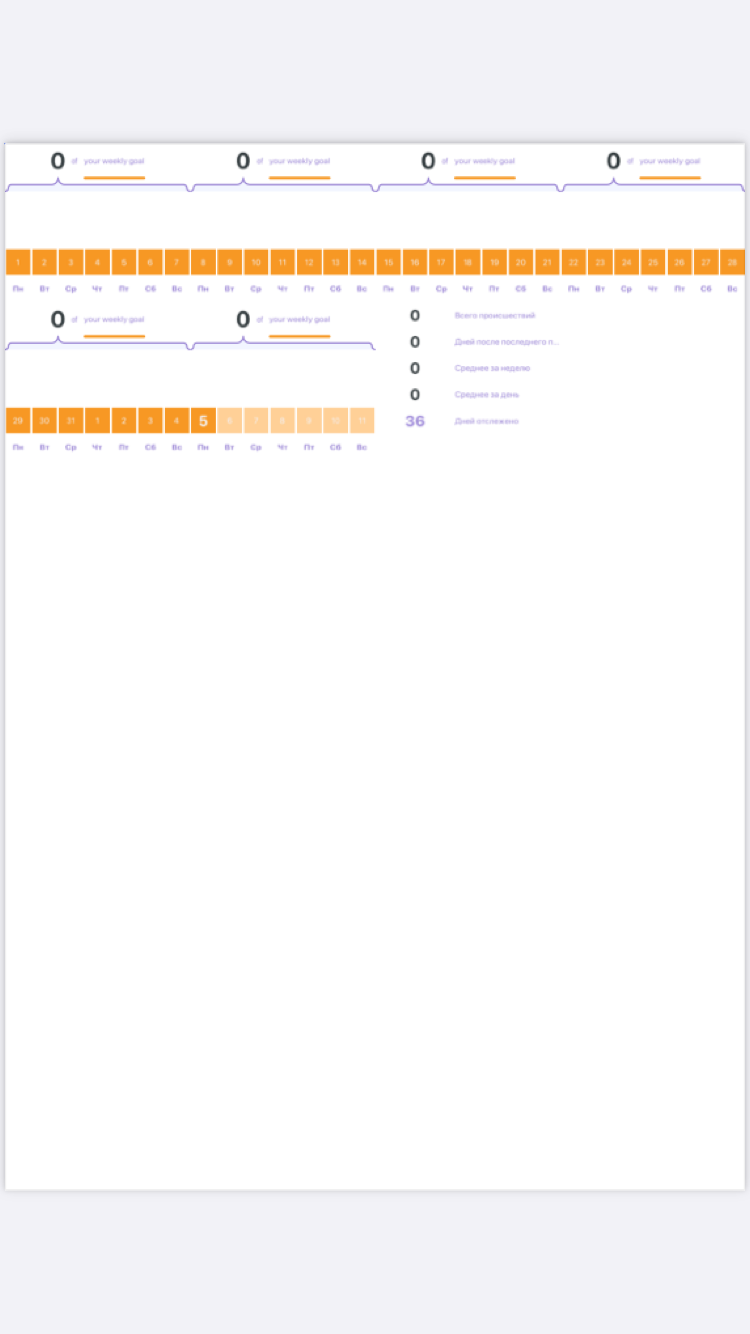 0 of your weekly goal 0 of your weekly goal 0 of your weekly goal 0 of your weekly goal
1 2 3 4 5 6 7 8 9 10 11 12 13 14 15 16 17 18 19 20 21 22 23 24 25 26 27 28
Пн Вт Ср Чт Пт Сб Вс Пн Вт Ср Чт Пт Сб Вс Пн Вт Ср Чт Пт Сб Вс Пн Вт Ср Чт Пт Сб Вс
0 of your weekly goal 0 of your weekly goal
29 30 31 1 2 3 4 5 6 7 8 9 10 11
Пн Вт Ср Чт Пт Сб Вс Пн Вт Ср Чт Пт Сб Вс
0 Всего происшествий
0 Дней после последнего п...
0 Среднее за неделю
0 Среднее за день
36 Дней отслежено